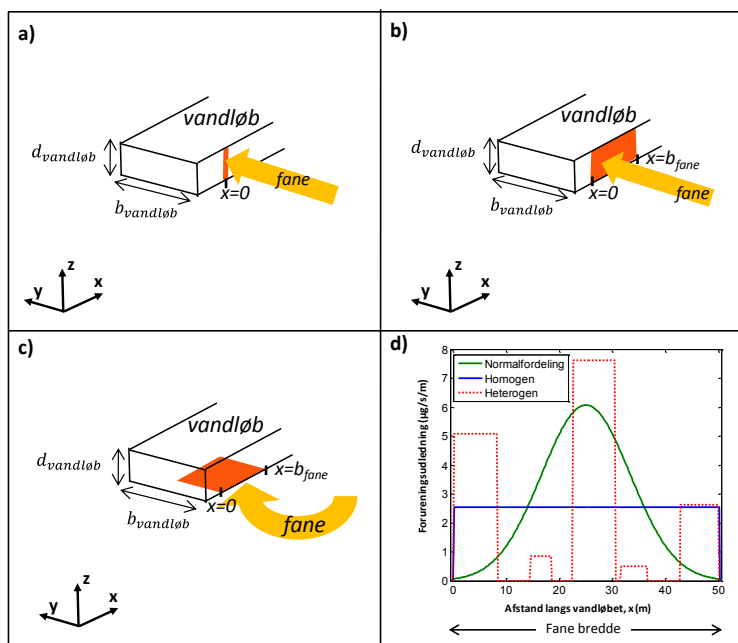 a)
vandløb
d_vandløb
fane
x=0
b_vandløb
z
x
y
b)
vandløb
d_vandløb
x=b_fane
fane
x=0
b_vandløb
z
x
y
c)
vandløb
d_vandløb
x=b_fane
x=0
b_vandløb
fane
z
x
y
d)
8
7
6
5
4
3
2
1
0
Forureningsudledning (µg/s/m)
Normalfordeling
Homogen
Heterogen
0 10 20 30 40 50
Afstand langs vandløbet, x (m)
Fane bredde